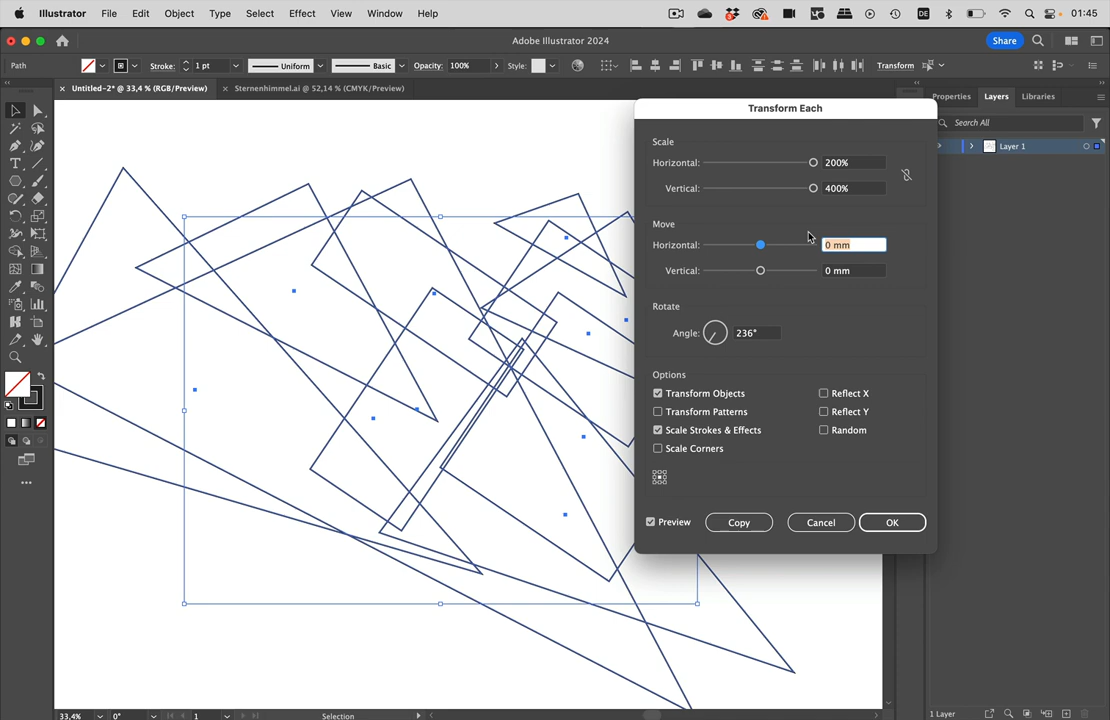 Illustrator File Edit Object Type Select Effect View Window Help DE 01:45
Adobe Illustrator 2024 Share
Path Stroke: 1 pt Uniform Basic Opacity: 100% Style: Transform
Untitled-2* @ 33,4 % (RGB/Preview) Sternenhimmel.ai @ 52,14 % (CMYK/Preview)
Properties Layers Libraries
Search All
Layer 1
Transform Each
Scale
Horizontal: 200%
Vertical: 400%
Move
Horizontal: 0 mm
Vertical: 0 mm
Rotate
Angle: 236°
Options
Transform Objects Reflect X
Transform Patterns Reflect Y
Scale Strokes & Effects Random
Scale Corners
Preview Copy Cancel OK
33,4% 0° 1 Selection 1 Layer